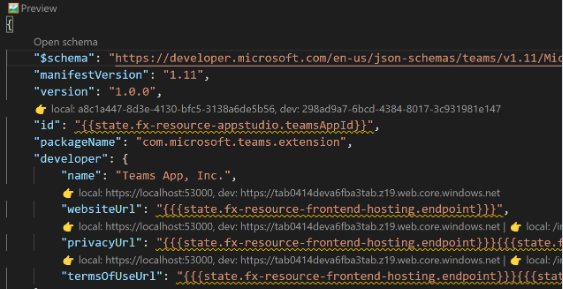 Preview
{
Open schema
"$schema": "https://developer.microsoft.com/en-us/json-schemas/teams/v1.11/Mic
"manifestVersion": "1.11",
"version": "1.0.0",
local: a8c1a447-8d3e-4130-bfc5-3138a6de5b56, dev: 298ad9a7-6bcd-4384-8017-3c931981e147
"id": "{{state.fx-resource-appstudio.teamsAppId}}",
"packageName": "com.microsoft.teams.extension",
"developer": {
"name": "Teams App, Inc.",
local: https://localhost:53000, dev: https://tab0414deva6fba3tab.z19.web.core.windows.net
"websiteUrl": "{{{state.fx-resource-frontend-hosting.endpoint}}}",
local: https://localhost:53000, dev: https://tab0414deva6fba3tab.z19.web.core.windows.net | local: /in
"privacyUrl": "{{{state.fx-resource-frontend-hosting.endpoint}}}{{{state.f
local: https://localhost:53000, dev: https://tab0414deva6fba3tab.z19.web.core.windows.net | local: /i
"termsOfUseUrl": "{{{state.fx-resource-frontend-hosting.endpoint}}}{{{stat